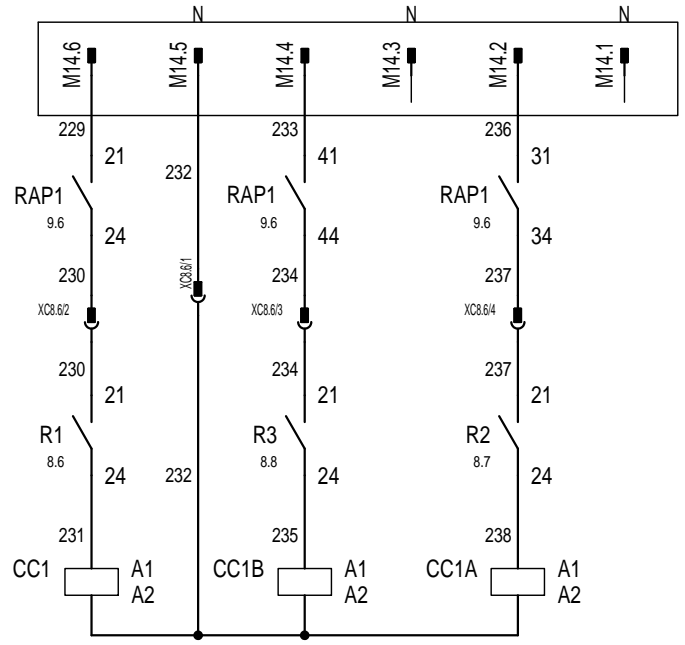 N N N
M14.6 M14.5 M14.4 M14.3 M14.2 M14.1
229 233 236
21 41 31
232
RAP1 RAP1 RAP1
9.6 9.6 9.6
24 44 34
230 234 237
XC8.6/1
XC8.6/2 XC8.6/3 XC8.6/4
230 234 237
21 21 21
R1 R3 R2
8.6 8.8 8.7
24 232 24 24
231 235 238
CC1 A1 CC1B A1 CC1A A1
A2 A2 A2